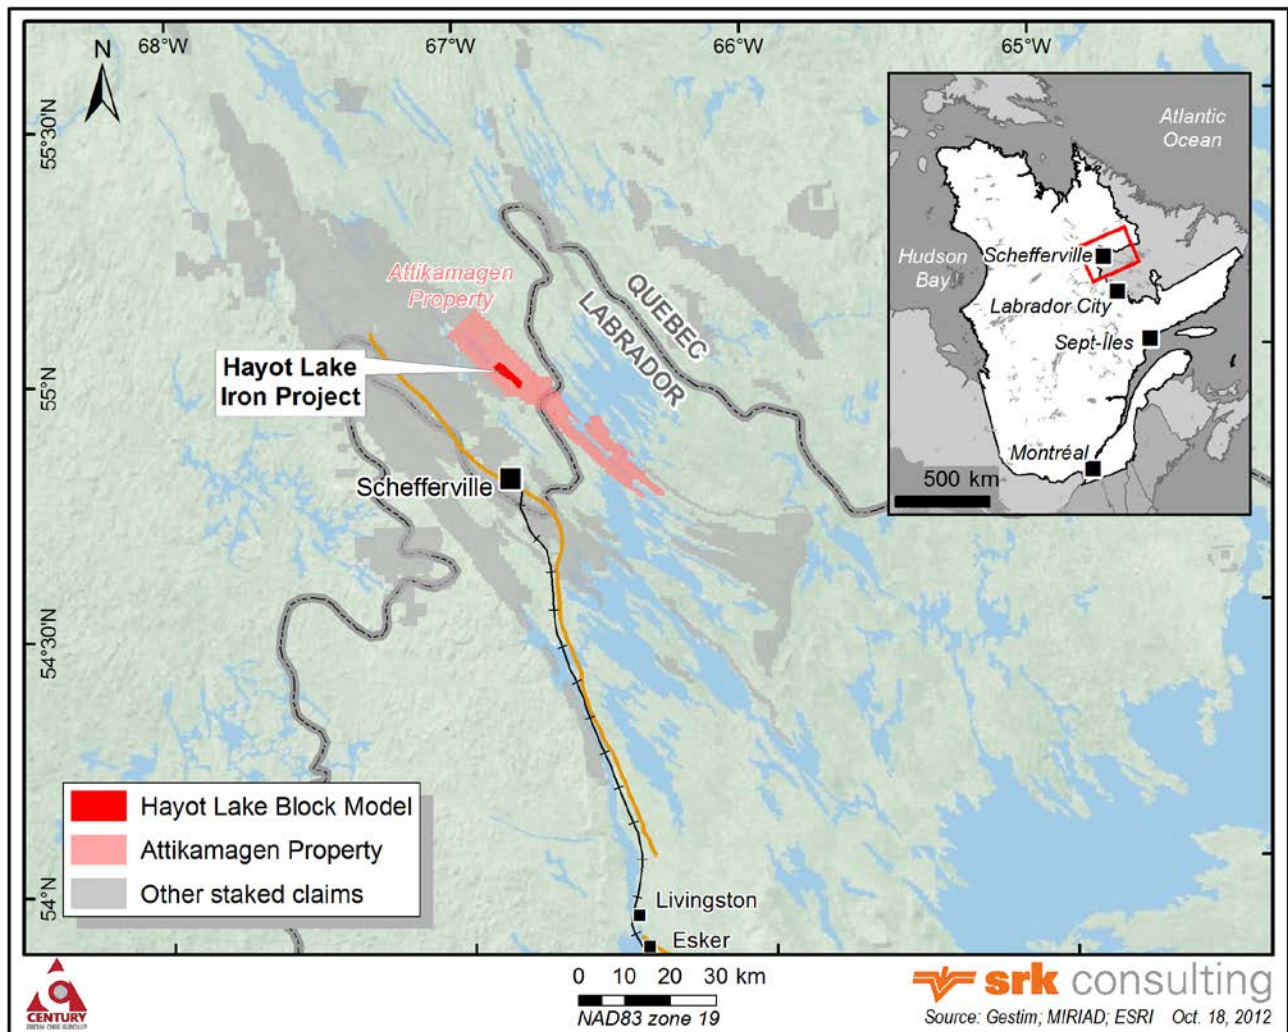 N
68°W
67°W
66°W
65°W
55°30'N
55°N
54°30'N
54°N
Attikamagen
Property
Hayot Lake
Iron Project
QUEBEC
LABRADOR
Schefferville
Livingston
Esker
Atlantic
Ocean
Hudson
Bay
Schefferville
Labrador City
Sept-Îles
Montréal
500 km
Hayot Lake Block Model
Attikamagen Property
Other staked claims
CENTURY
IRON ORE GROUP
0 10 20 30 km
NAD83 zone 19
srk consulting
Source: Gestim; MIRIAD; ESRI Oct. 18, 2012